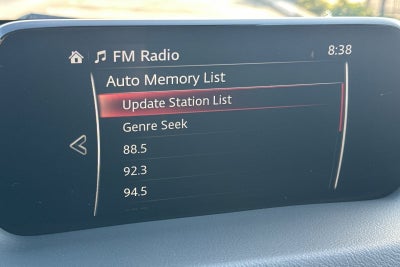 FM Radio 8:38
Auto Memory List
Update Station List
Genre Seek
88.5
92.3
94.5